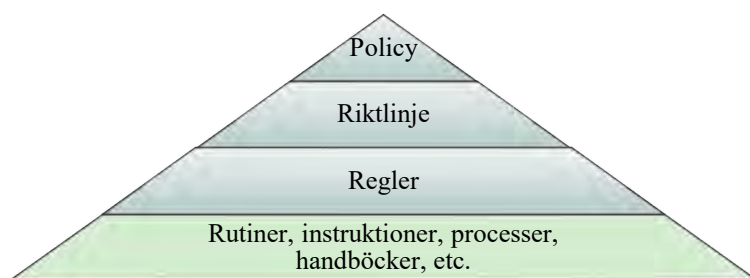 Policy
Riktlinje
Regler
Rutiner, instruktioner, processer,
handböcker, etc.